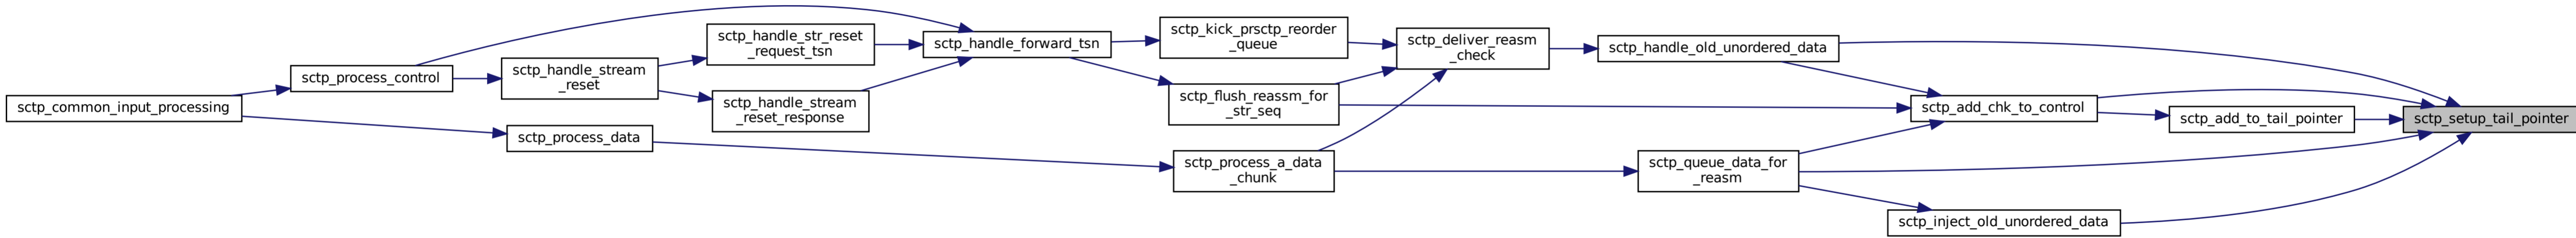 sctp_common_input_processing
sctp_process_control
sctp_handle_stream
_reset
sctp_process_data
sctp_handle_str_reset
_request_tsn
sctp_handle_stream
_reset_response
sctp_handle_forward_tsn
sctp_kick_prsctp_reorder
_queue
sctp_flush_reassm_for
_str_seq
sctp_process_a_data
_chunk
sctp_deliver_reasm
_check
sctp_handle_old_unordered_data
sctp_queue_data_for
_reasm
sctp_add_chk_to_control
sctp_inject_old_unordered_data
sctp_add_to_tail_pointer
sctp_setup_tail_pointer